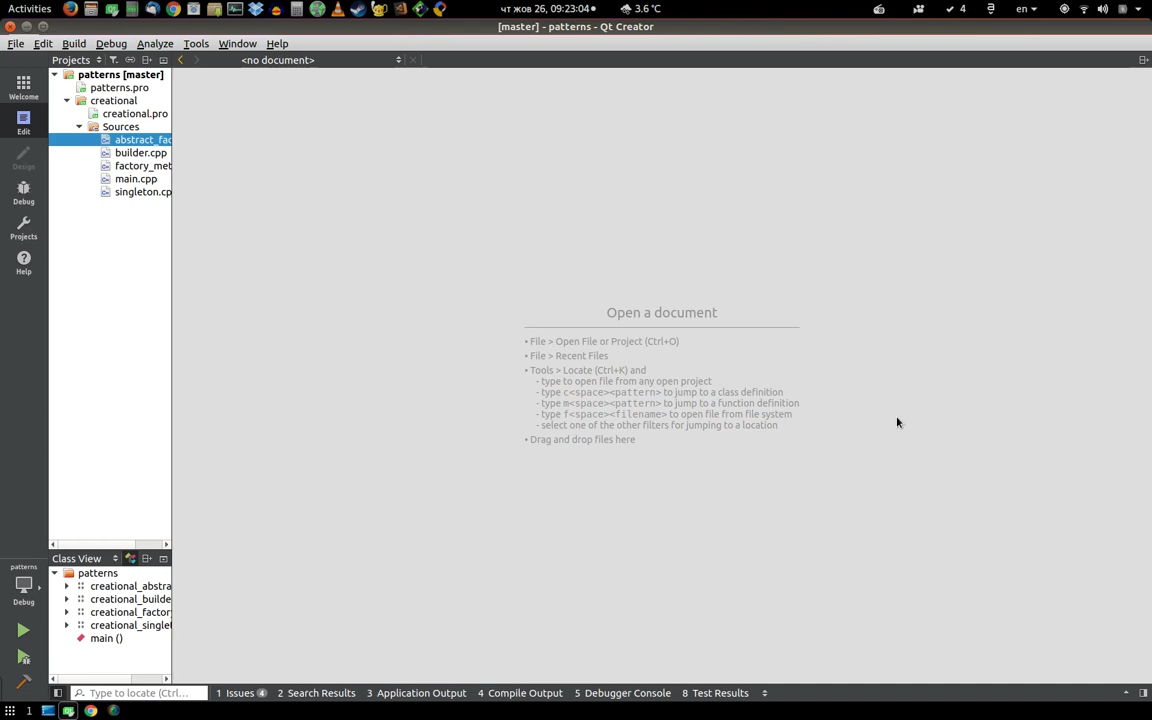 Activities чт жов 26, 09:23:04 3.6 °C 4 en
[master] - patterns - Qt Creator
File Edit Build Debug Analyze Tools Window Help
Projects <no document>
patterns [master]
patterns.pro
creational
creational.pro
Sources
abstract_fac
builder.cpp
factory_met
main.cpp
singleton.cp
Welcome
Edit
Design
Debug
Projects
Help
Open a document
• File > Open File or Project (Ctrl+O)
• File > Recent Files
• Tools > Locate (Ctrl+K) and
- type to open file from any open project
- type c<space><pattern> to jump to a class definition
- type m<space><pattern> to jump to a function definition
- type f<space><filename> to open file from file system
- select one of the other filters for jumping to a location
• Drag and drop files here
Class View
patterns
creational_abstra
creational_builde
creational_factor
creational_singlet
main ()
patterns
Debug
Type to locate (Ctrl... 1 Issues 4 2 Search Results 3 Application Output 4 Compile Output 5 Debugger Console 8 Test Results
1